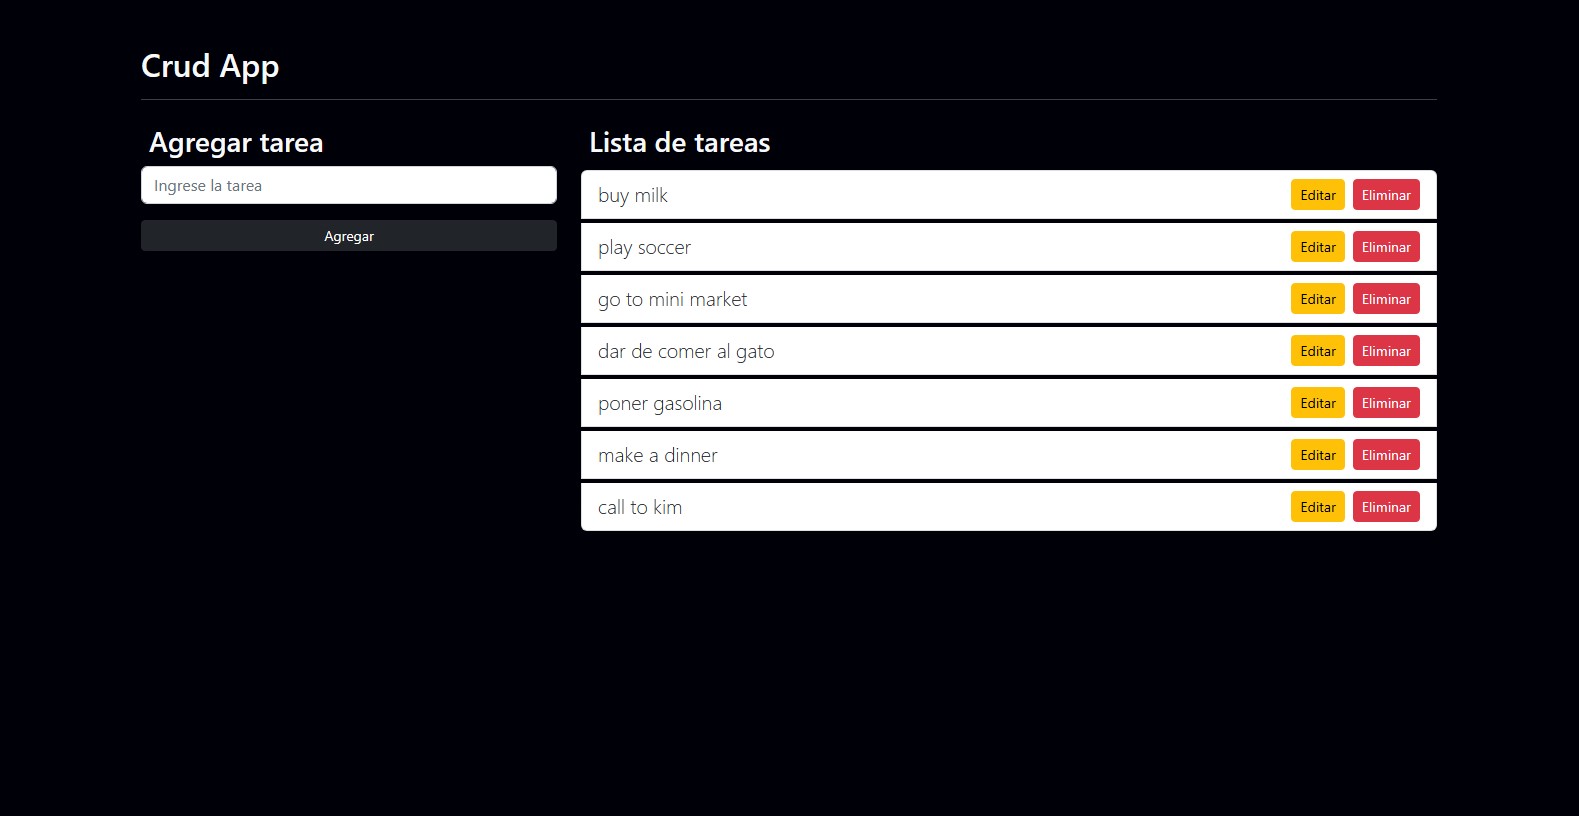 Crud App
Agregar tarea
Ingrese la tarea
Agregar
Lista de tareas
buy milk Editar Eliminar
play soccer Editar Eliminar
go to mini market Editar Eliminar
dar de comer al gato Editar Eliminar
poner gasolina Editar Eliminar
make a dinner Editar Eliminar
call to kim Editar Eliminar